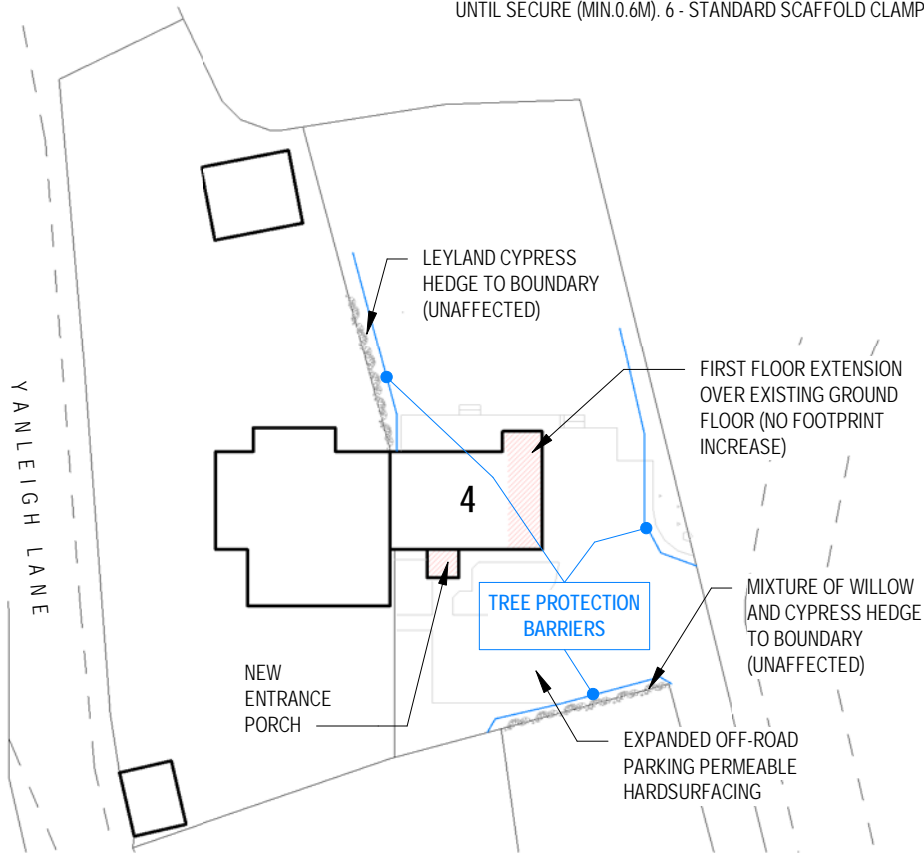 UNTIL SECURE (MIN.0.6M). 6 - STANDARD SCAFFOLD CLAMP
LEYLAND CYPRESS
HEDGE TO BOUNDARY
(UNAFFECTED)
FIRST FLOOR EXTENSION
OVER EXISTING GROUND
FLOOR (NO FOOTPRINT
INCREASE)
YANLEIGH LANE
4
TREE PROTECTION
BARRIERS
MIXTURE OF WILLOW
AND CYPRESS HEDGE
TO BOUNDARY
(UNAFFECTED)
NEW
ENTRANCE
PORCH
EXPANDED OFF-ROAD
PARKING PERMEABLE
HARDSURFACING